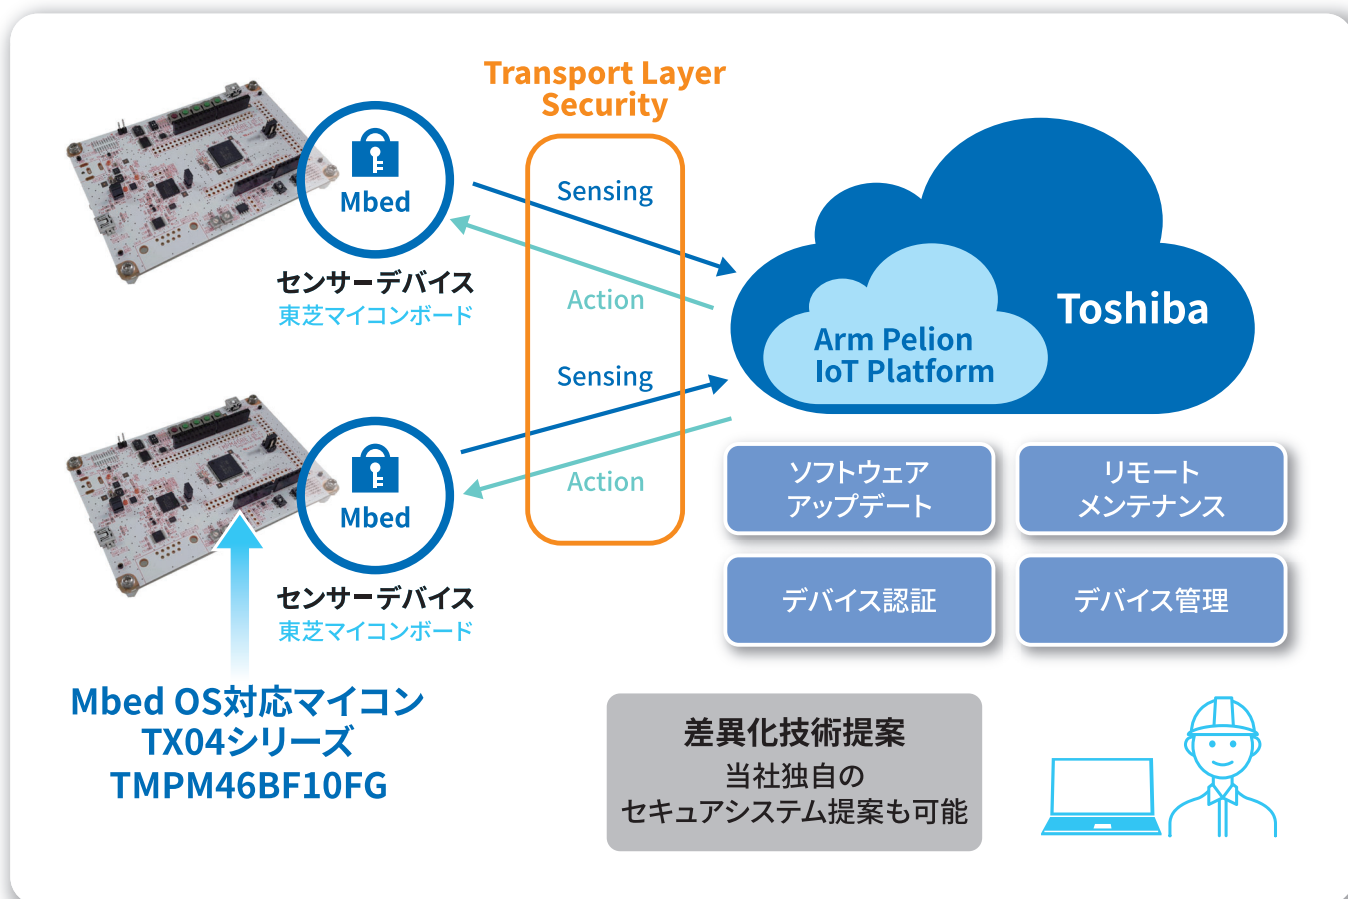 Transport Layer
Security
Mbed
センサーデバイス
東芝マイコンボード
Sensing
Action
Toshiba
Arm Pelion
IoT Platform
Sensing
Action
Mbed
センサーデバイス
東芝マイコンボード
ソフトウェア
アップデート
リモート
メンテナンス
デバイス認証
デバイス管理
Mbed OS対応マイコン
TX04シリーズ
TMPM46BF10FG
差異化技術提案
当社独自の
セキュアシステム提案も可能